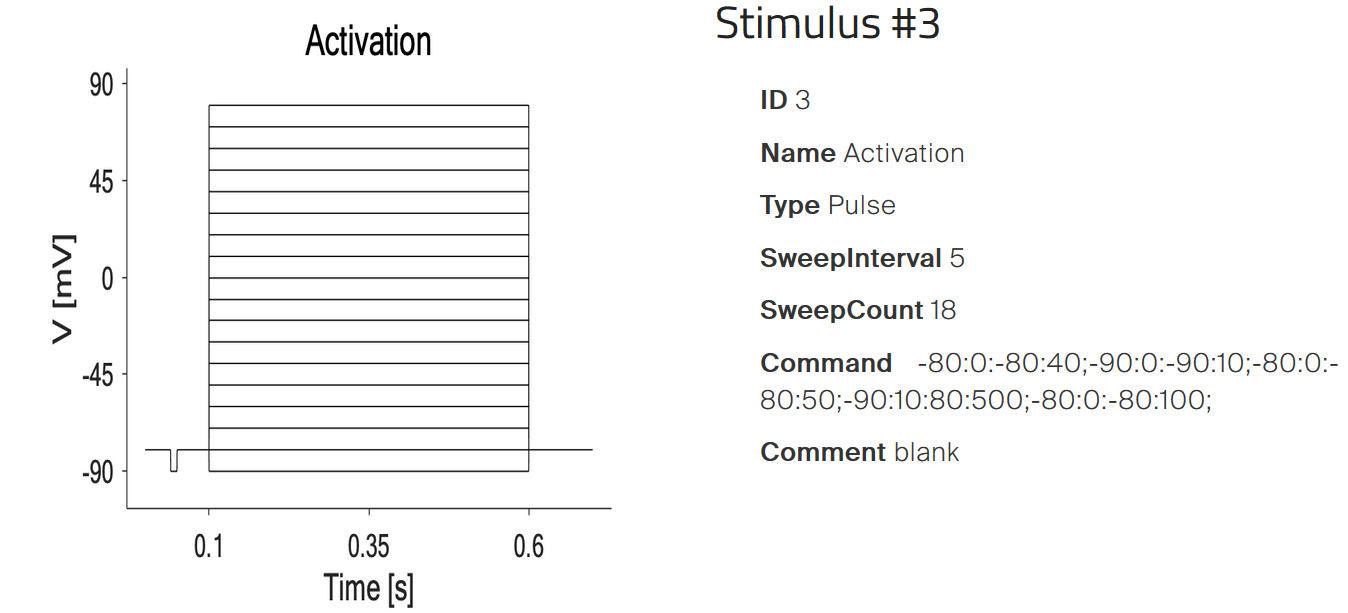 Activation
90
45
0
-45
-90
V [mV]
0.1 0.35 0.6
Time [s]
Stimulus #3
ID 3
Name Activation
Type Pulse
SweepInterval 5
SweepCount 18
Command -80:0:-80:40;-90:0:-90:10;-80:0:-
80:50;-90:10:80:500;-80:0:-80:100;
Comment blank